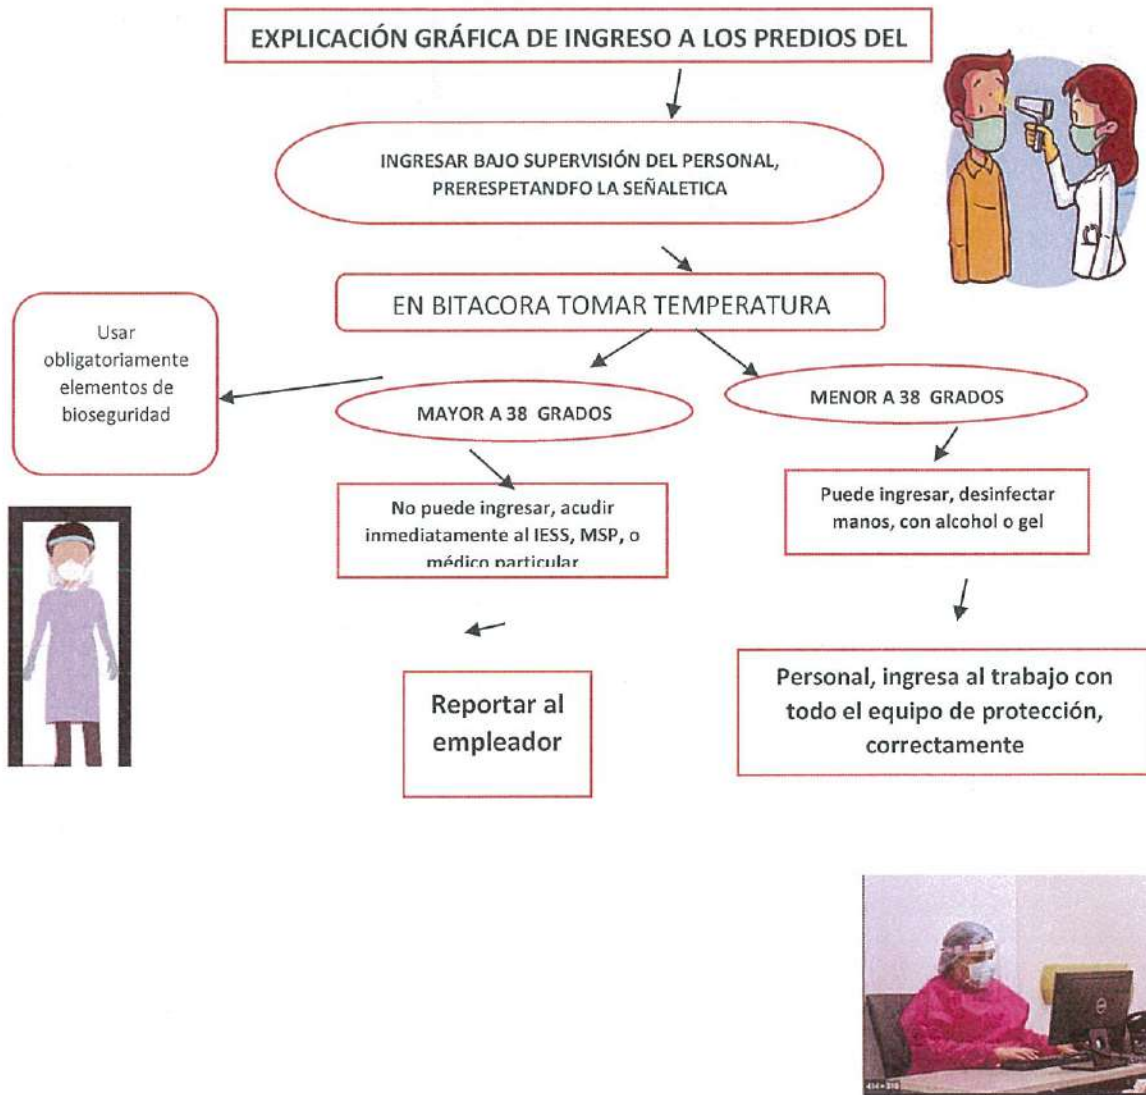 EXPLICACIÓN GRÁFICA DE INGRESO A LOS PREDIOS DEL
INGRESAR BAJO SUPERVISIÓN DEL PERSONAL,
PRERESPETANDFO LA SEÑALETICA
EN BITACORA TOMAR TEMPERATURA
Usar
obligatoriamente
elementos de
bioseguridad
MAYOR A 38 GRADOS
MENOR A 38 GRADOS
No puede ingresar, acudir
inmediatamente al IESS, MSP, o
médico particular
Puede ingresar, desinfectar
manos, con alcohol o gel
Reportar al
empleador
Personal, ingresa al trabajo con
todo el equipo de protección,
correctamente